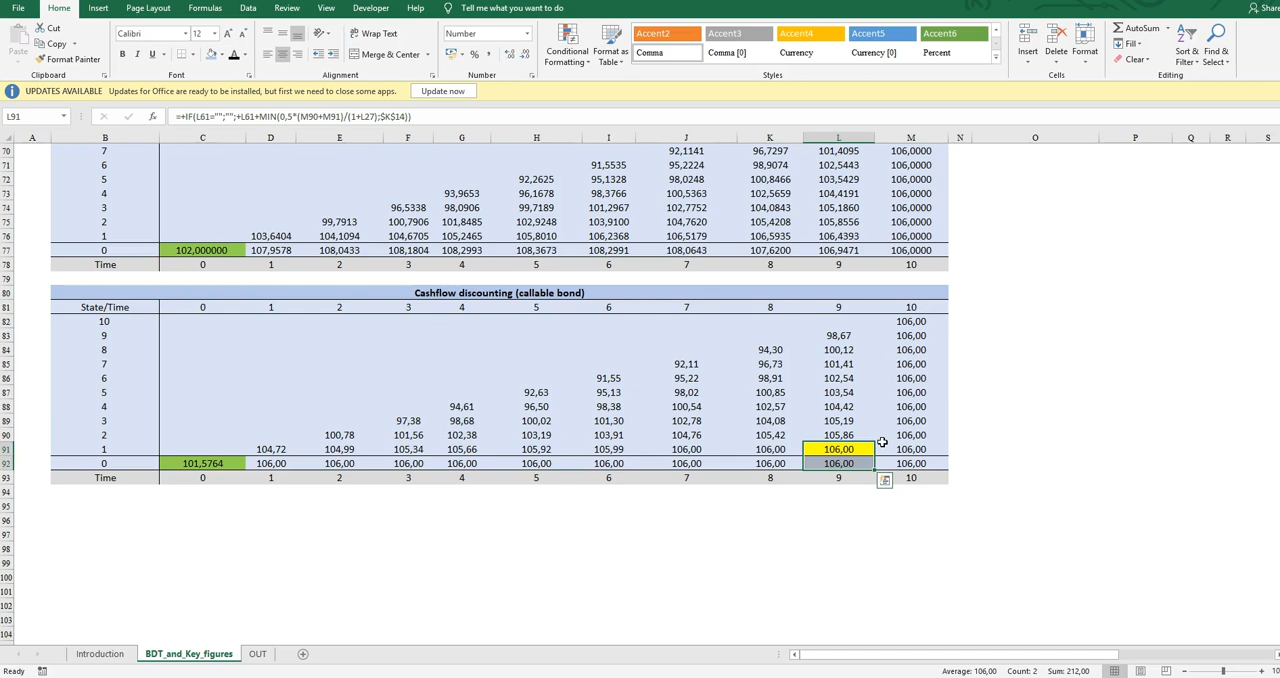 File Home Insert Page Layout Formulas Data Review View Developer Help Tell me what you want to do Share
Paste Cut Copy Format Painter Clipboard
Calibri 12 B I U Font
Wrap Text Merge & Center Alignment
Number % Number
Conditional Formatting Format as Table
Accent2 Accent3 Accent4 Accent5 Accent6
Comma Comma [0] Currency Currency [0] Percent
Styles
Insert Delete Format Cells
AutoSum Fill Clear Sort & Filter Find & Select Editing
UPDATES AVAILABLE Updates for Office are ready to be installed, but first we need to close some apps. Update now
L91 fx =+IF(L61="";"";+L61+MIN(0,5*(M90+M91)/(1+L27);$K$14))
A B C D E F G H I J K L M N O P Q R S
70 7 92,1141 96,7297 101,4095 106,0000
71 6 91,5535 95,2224 98,9074 102,5443 106,0000
72 5 92,2625 95,1328 98,0248 100,8466 103,5429 106,0000
73 4 93,9653 96,1678 98,3766 100,5363 102,5659 104,4191 106,0000
74 3 96,5338 98,0906 99,7189 101,2967 102,7752 104,0843 105,1860 106,0000
75 2 99,7913 100,7906 101,8485 102,9248 103,9100 104,7620 105,4208 105,8556 106,0000
76 1 103,6404 104,1094 104,6705 105,2465 105,8010 106,2368 106,5179 106,5935 106,4393 106,0000
77 0 102,000000 107,9578 108,0433 108,1804 108,2993 108,3673 108,2991 108,0643 107,6200 106,9471 106,0000
78 Time 0 1 2 3 4 5 6 7 8 9 10
79
80 Cashflow discounting (callable bond)
81 State/Time 0 1 2 3 4 5 6 7 8 9 10
82 10 106,00
83 9 98,67 106,00
84 8 94,30 100,12 106,00
85 7 92,11 96,73 101,41 106,00
86 6 91,55 95,22 98,91 102,54 106,00
87 5 92,63 95,13 98,02 100,85 103,54 106,00
88 4 94,61 96,50 98,38 100,54 102,57 104,42 106,00
89 3 97,38 98,68 100,02 101,30 102,78 104,08 105,19 106,00
90 2 100,78 101,56 102,38 103,19 103,91 104,76 105,42 105,86 106,00
91 1 104,72 104,99 105,34 105,66 105,92 105,99 106,00 106,00 106,00 106,00
92 0 101,5764 106,00 106,00 106,00 106,00 106,00 106,00 106,00 106,00 106,00 106,00
93 Time 0 1 2 3 4 5 6 7 8 9 10
94
95
96
97
98
99
100
101
102
103
104
Introduction BDT_and_Key_figures OUT
Ready Average: 106,00 Count: 2 Sum: 212,00 10